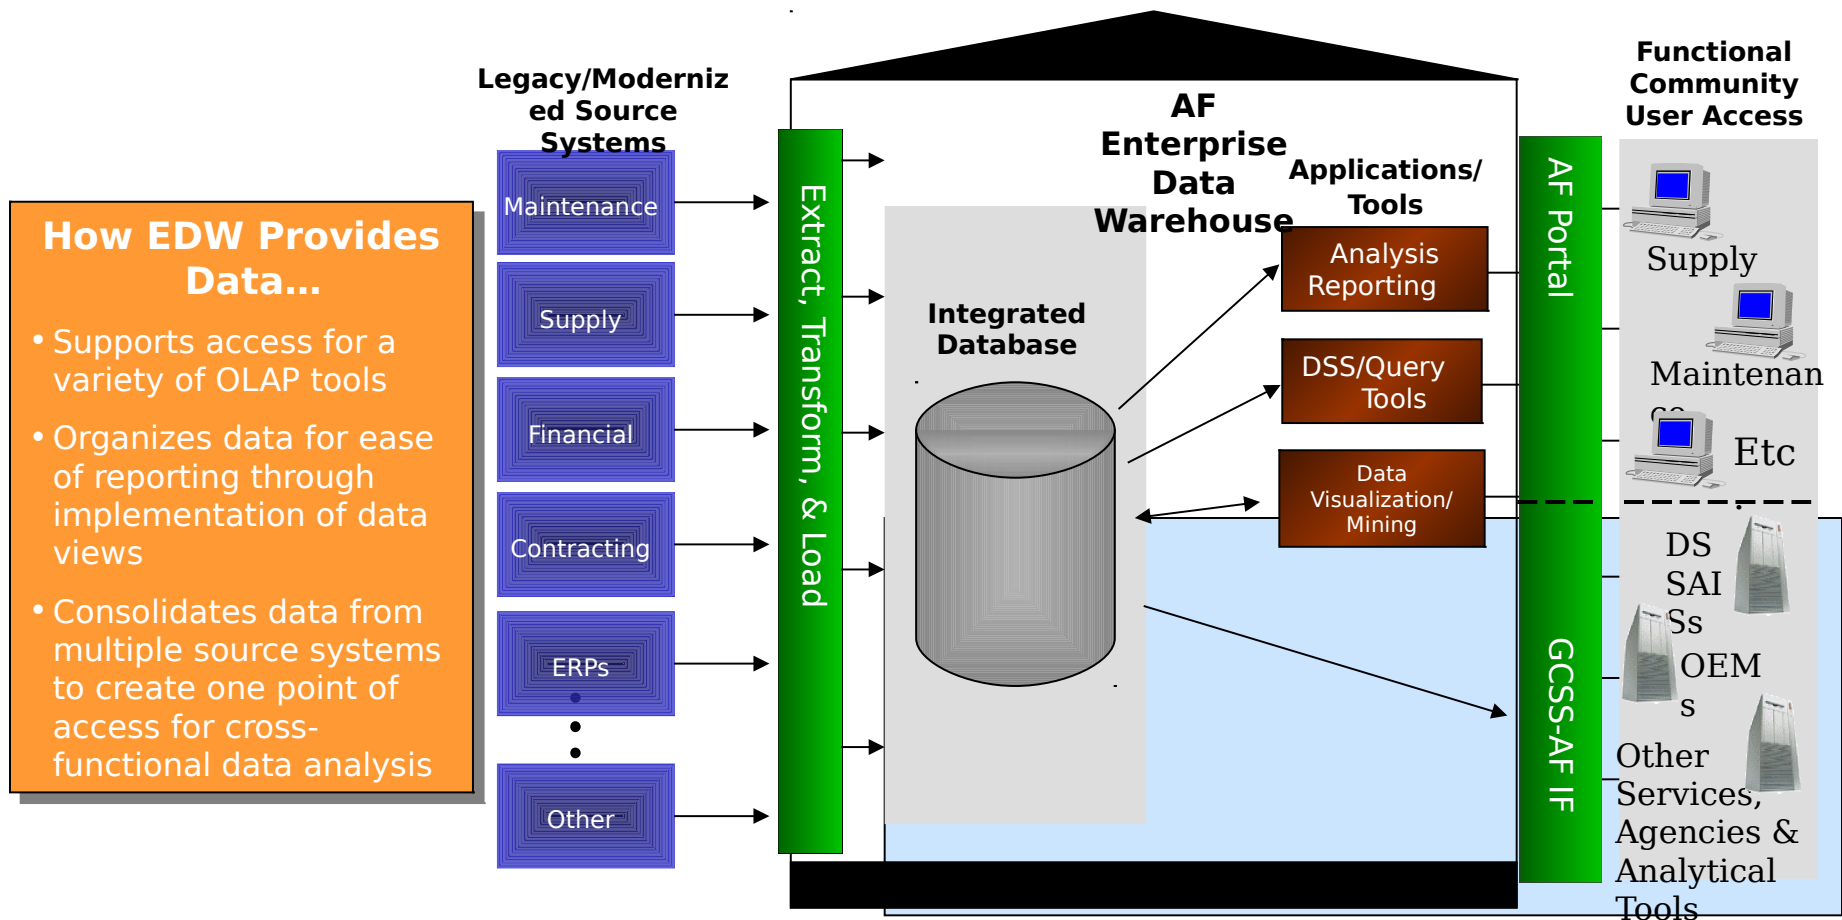 How EDW Provides
Data…
• Supports access for a
variety of OLAP tools
• Organizes data for ease
of reporting through
implementation of data
views
• Consolidates data from
multiple source systems
to create one point of
access for cross-
functional data analysis
Legacy/Moderniz
ed Source
Systems
Maintenance
Supply
Financial
Contracting
ERPs
Other
Extract, Transform, & Load
AF
Enterprise
Data
Warehouse
Integrated
Database
Applications/
Tools
Analysis
Reporting
DSS/Query
Tools
Data
Visualization/
Mining
AF Portal
GCSS-AF IF
Functional
Community
User Access
Supply
Maintenan
ce
Etc
DS
SAI
Ss
OEM
s
Other
Services,
Agencies &
Analytical
Tools